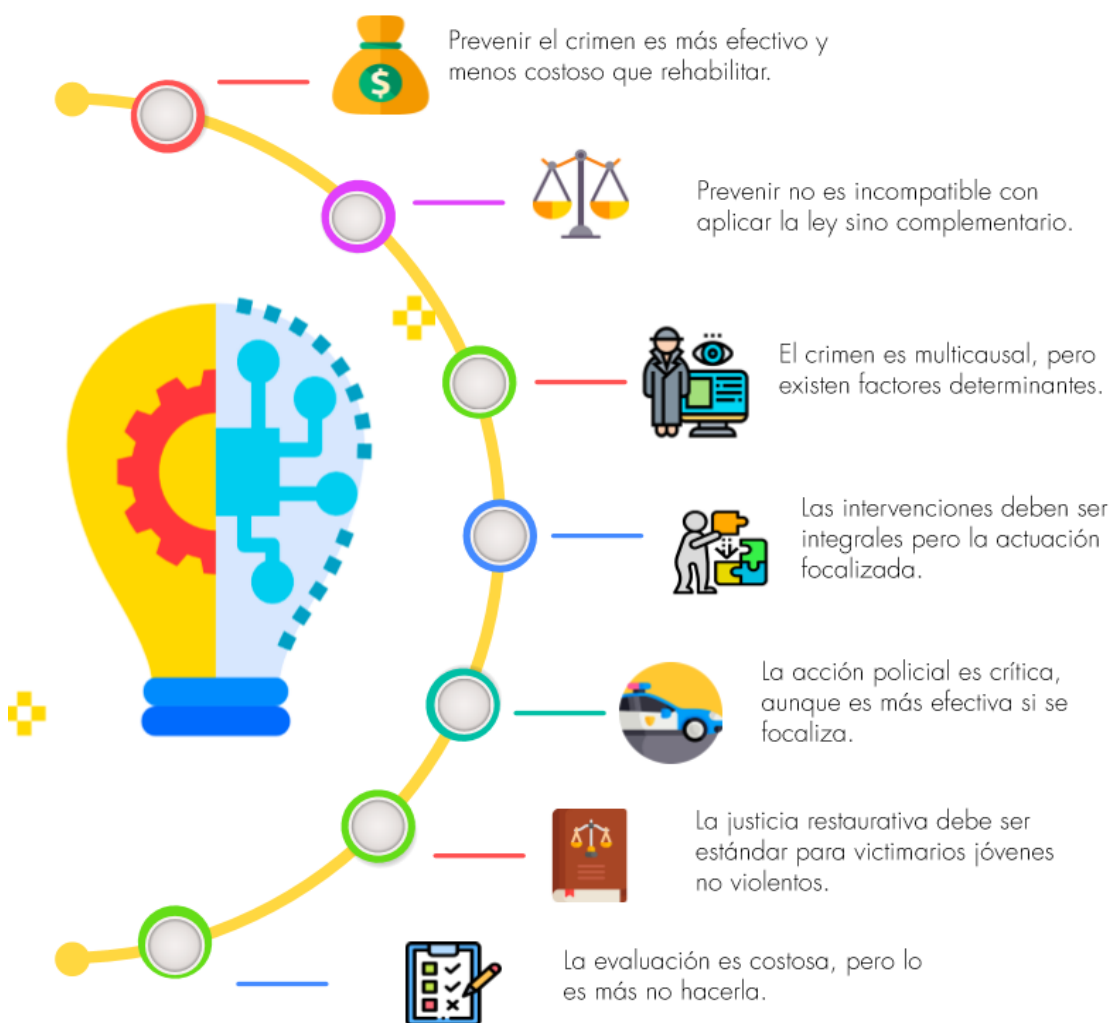 Prevenir el crimen es más efectivo y
menos costoso que rehabilitar.
$
Prevenir no es incompatible con
aplicar la ley sino complementario.
El crimen es multicausal, pero
existen factores determinantes.
Las intervenciones deben ser
integrales pero la actuación
focalizada.
La acción policial es crítica,
aunque es más efectiva si se
focaliza.
La justicia restaurativa debe ser
estándar para victimarios jóvenes
no violentos.
La evaluación es costosa, pero lo
es más no hacerla.